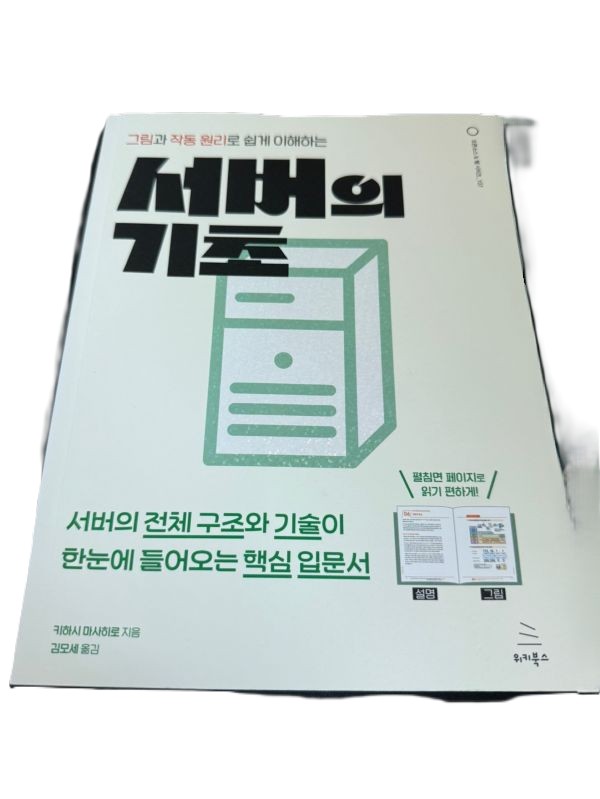 그림과 작동 원리로 쉽게 이해하는
서버의
기초
펼침면 페이지로
읽기 편하게!
서버의 전체 구조와 기술이
한눈에 들어오는 핵심 입문서
설명
그림
키하시 마사히로 지음
김모세 옮김
위키북스